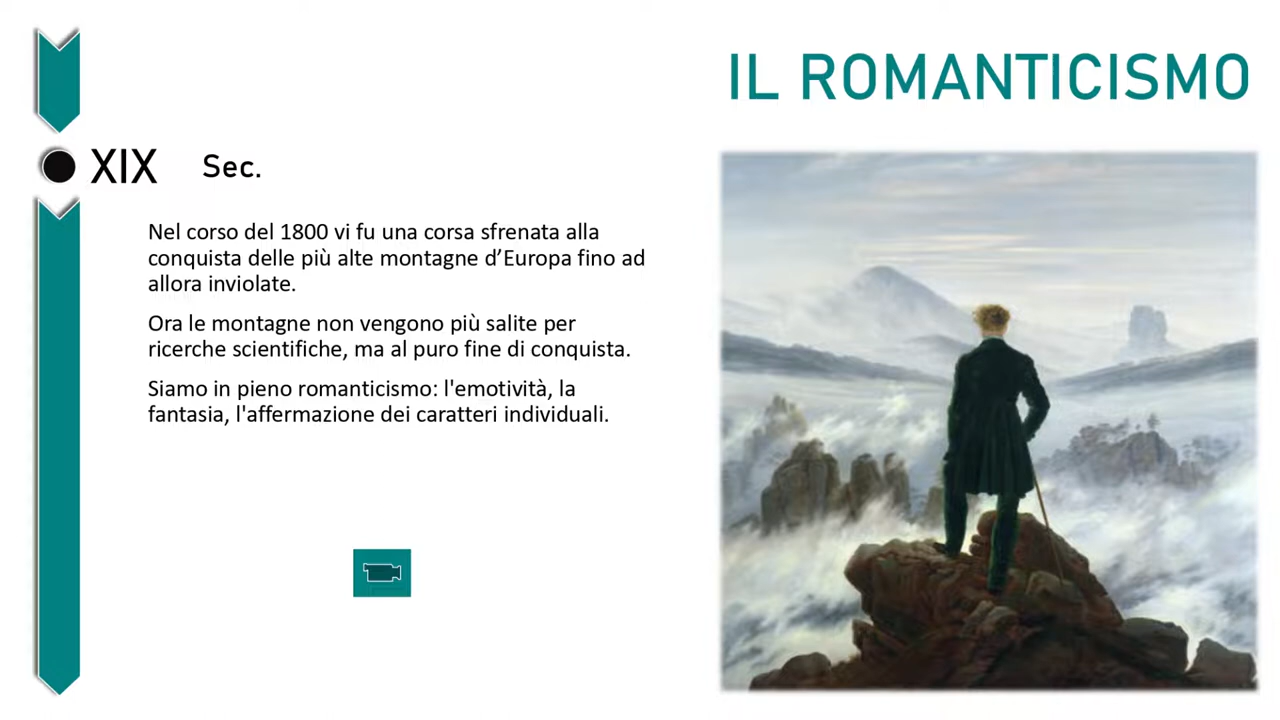 IL ROMANTICISMO
XIX Sec.
Nel corso del 1800 vi fu una corsa sfrenata alla
conquista delle più alte montagne d’Europa fino ad
allora inviolate.
Ora le montagne non vengono più salite per
ricerche scientifiche, ma al puro fine di conquista.
Siamo in pieno romanticismo: l'emotività, la
fantasia, l'affermazione dei caratteri individuali.